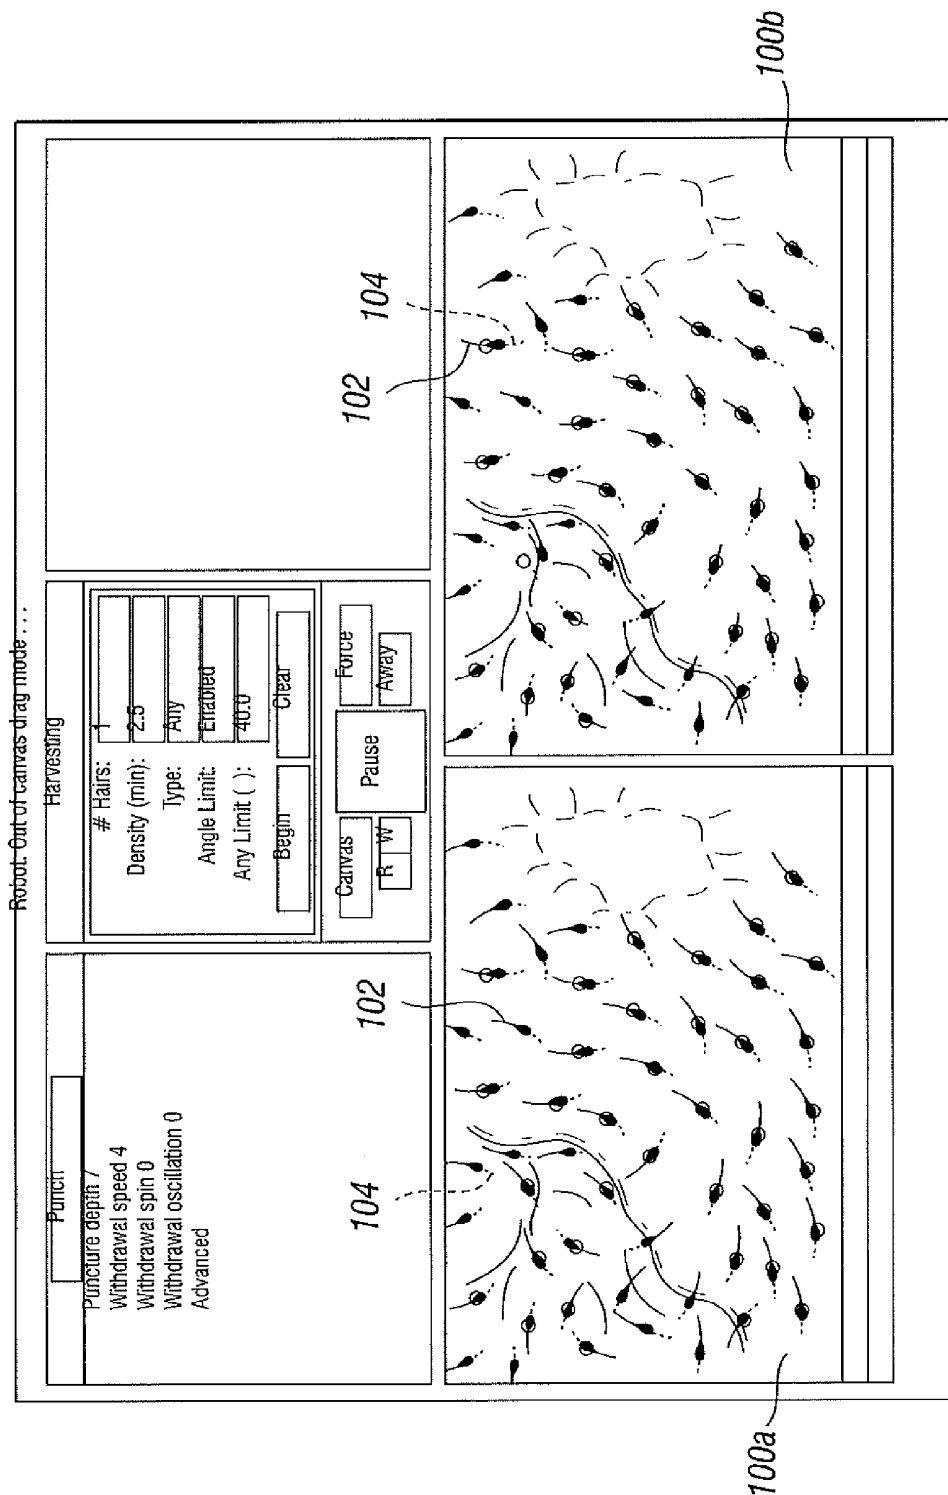 Robot. Out of canvas drag mode...
Punch
Puncture depth 7
Withdrawal speed 4
Withdrawal spin 0
Withdrawal oscillation 0
Advanced
Harvesting
# Hairs: 1
Density (min): 2.5
Type: Any
Angle Limit: Enabled
Any Limit ( ): 40.0
Begin
Clear
Canvas
R W
Pause
Force
Away
104
102
102
104
100a
100b